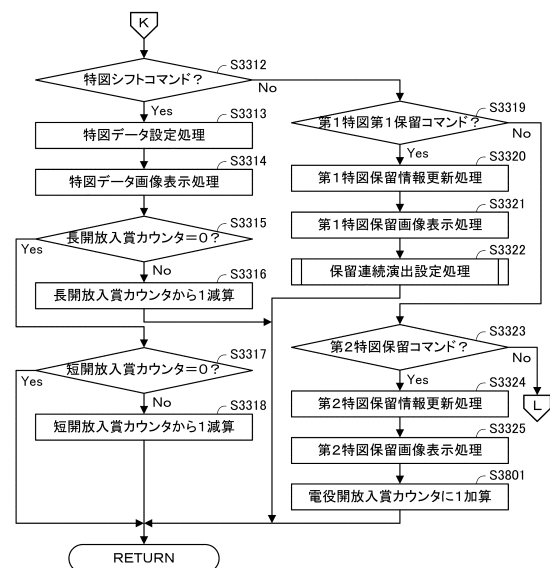 K
S3312
特図シフトコマンド？
No
Yes
S3313
特図データ設定処理
S3314
特図データ画像表示処理
S3315
長開放入賞カウンタ＝０？
Yes
No
S3316
長開放入賞カウンタから１減算
S3317
短開放入賞カウンタ＝０？
Yes
No
S3318
短開放入賞カウンタから１減算
S3319
第１特図第１保留コマンド？
No
Yes
S3320
第１特図保留情報更新処理
S3321
第１特図保留画像表示処理
S3322
保留連続演出設定処理
S3323
第２特図保留コマンド？
No
Yes
L
S3324
第２特図保留情報更新処理
S3325
第２特図保留画像表示処理
S3801
電役開放入賞カウンタに１加算
RETURN